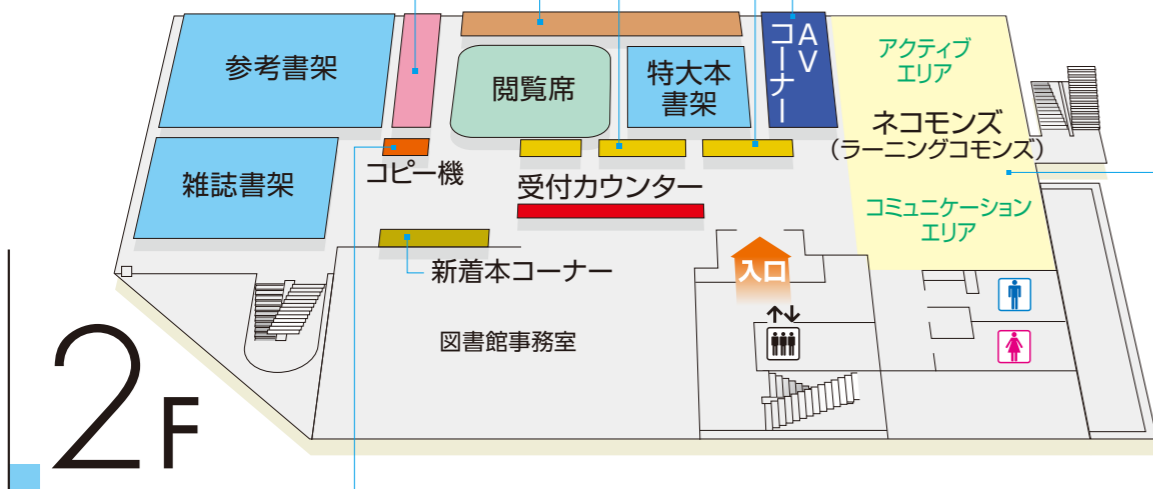 参考書架
雑誌書架
コピー機
閲覧席
特大本
書架
AV
コーナー
アクティブ
エリア
ネコモンズ
(ラーニングコモンズ)
コミュニケーション
エリア
受付カウンター
新着本コーナー
入口
図書館事務室
2F